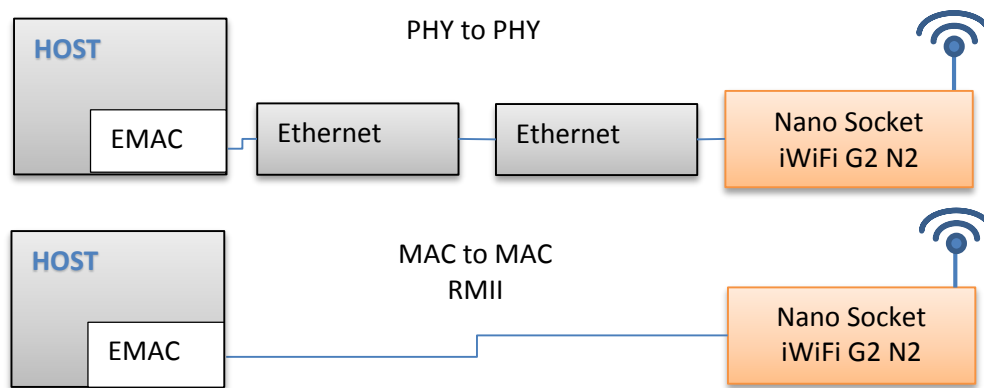 PHY to PHY
HOST
EMAC
Ethernet
Ethernet
Nano Socket
iWiFi G2 N2
MAC to MAC
RMII
HOST
EMAC
Nano Socket
iWiFi G2 N2